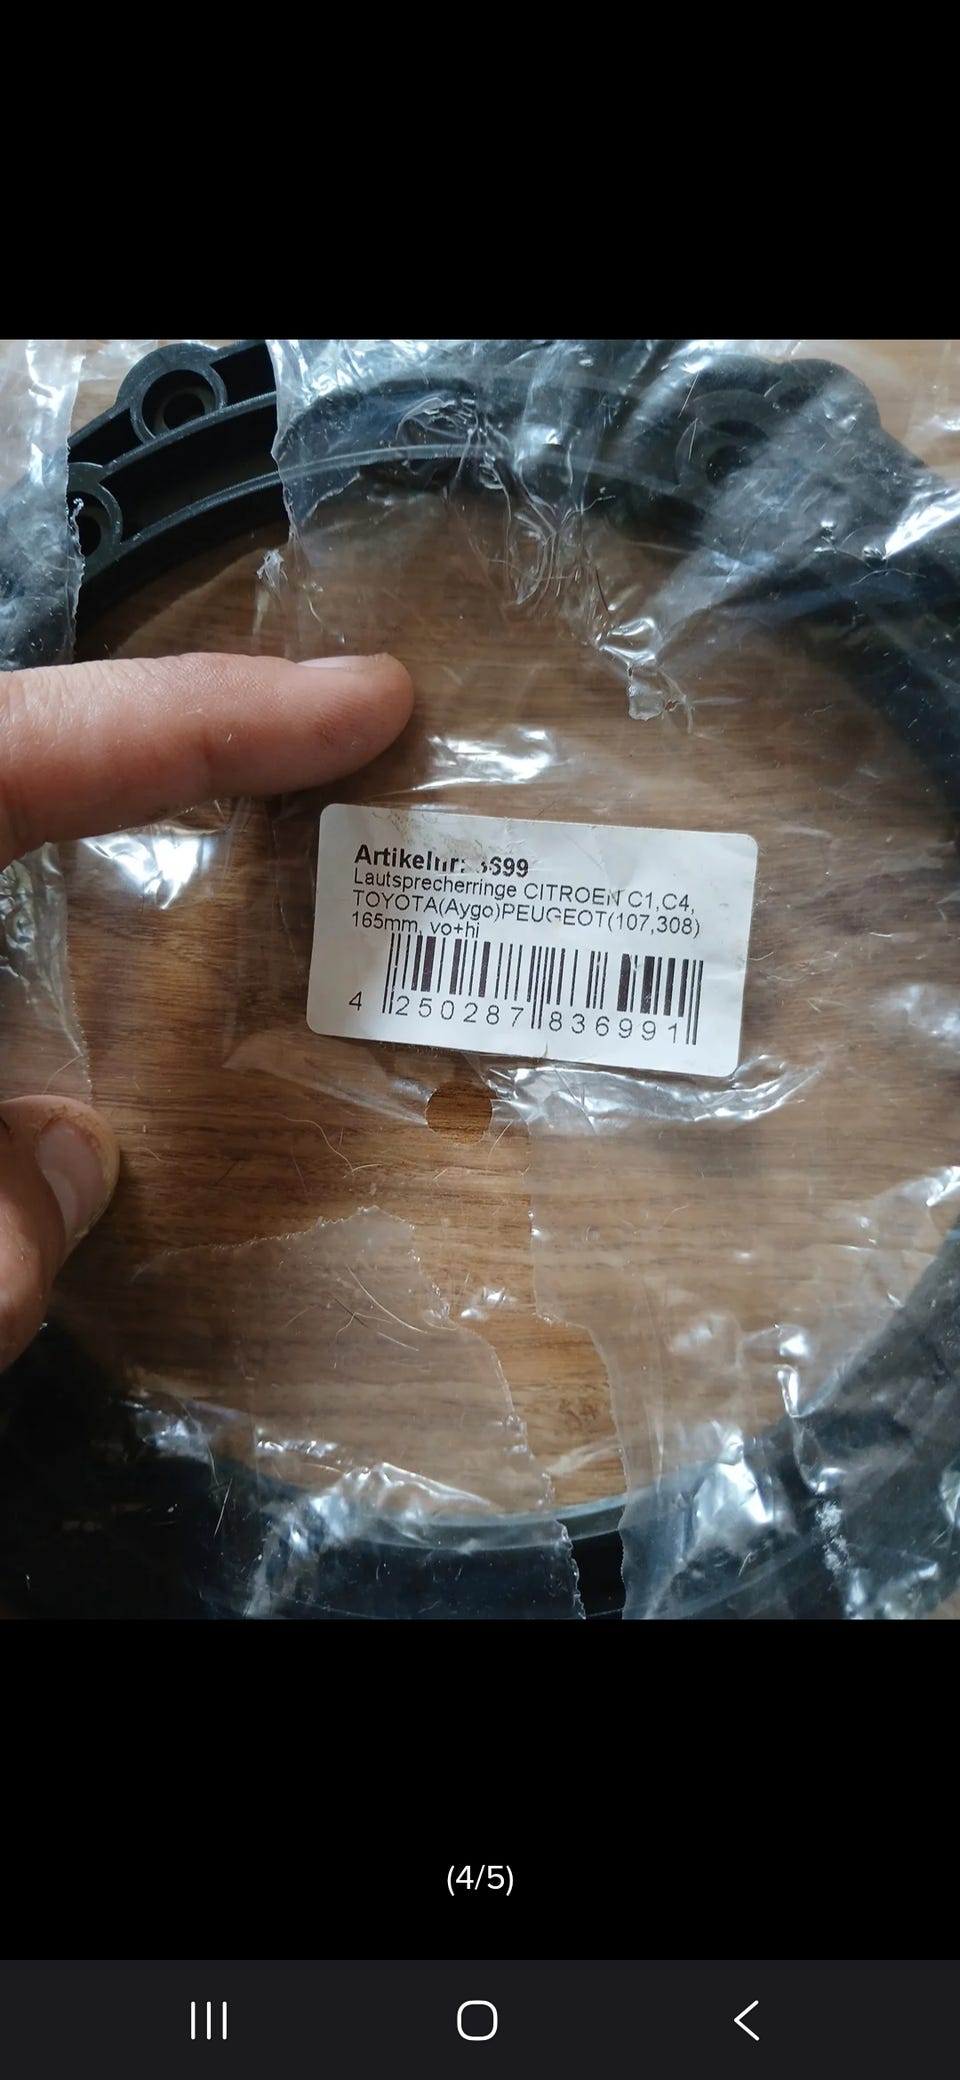 Artikelnr:
Lautsprecherringe CITROEN C1,C4,
TOYOTA(Aygo)PEUGEOT(107,308)
165mm, vo+hi
4 250287 836991
(4/5)